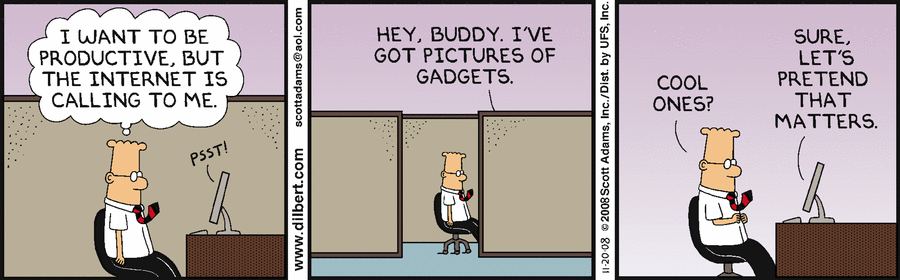 I WANT TO BE
PRODUCTIVE, BUT
THE INTERNET IS
CALLING TO ME.
PSST!
www.dilbert.com
scottadams@aol.com
HEY, BUDDY. I'VE
GOT PICTURES OF
GADGETS.
11-20-08 ©2008 Scott Adams, Inc./Dist. by UFS, Inc.
COOL
ONES?
SURE,
LET'S
PRETEND
THAT
MATTERS.